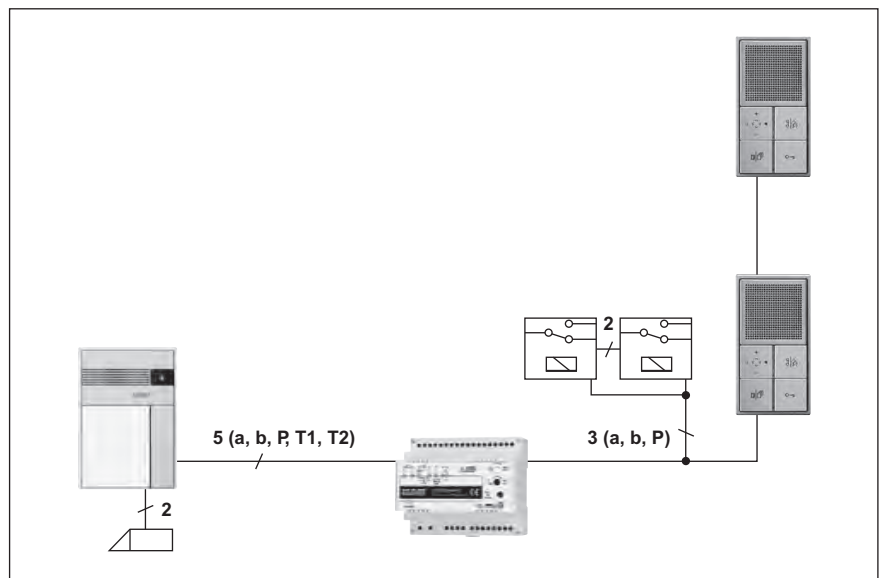 2
5 (a, b, P, T1, T2)
3 (a, b, P)
2